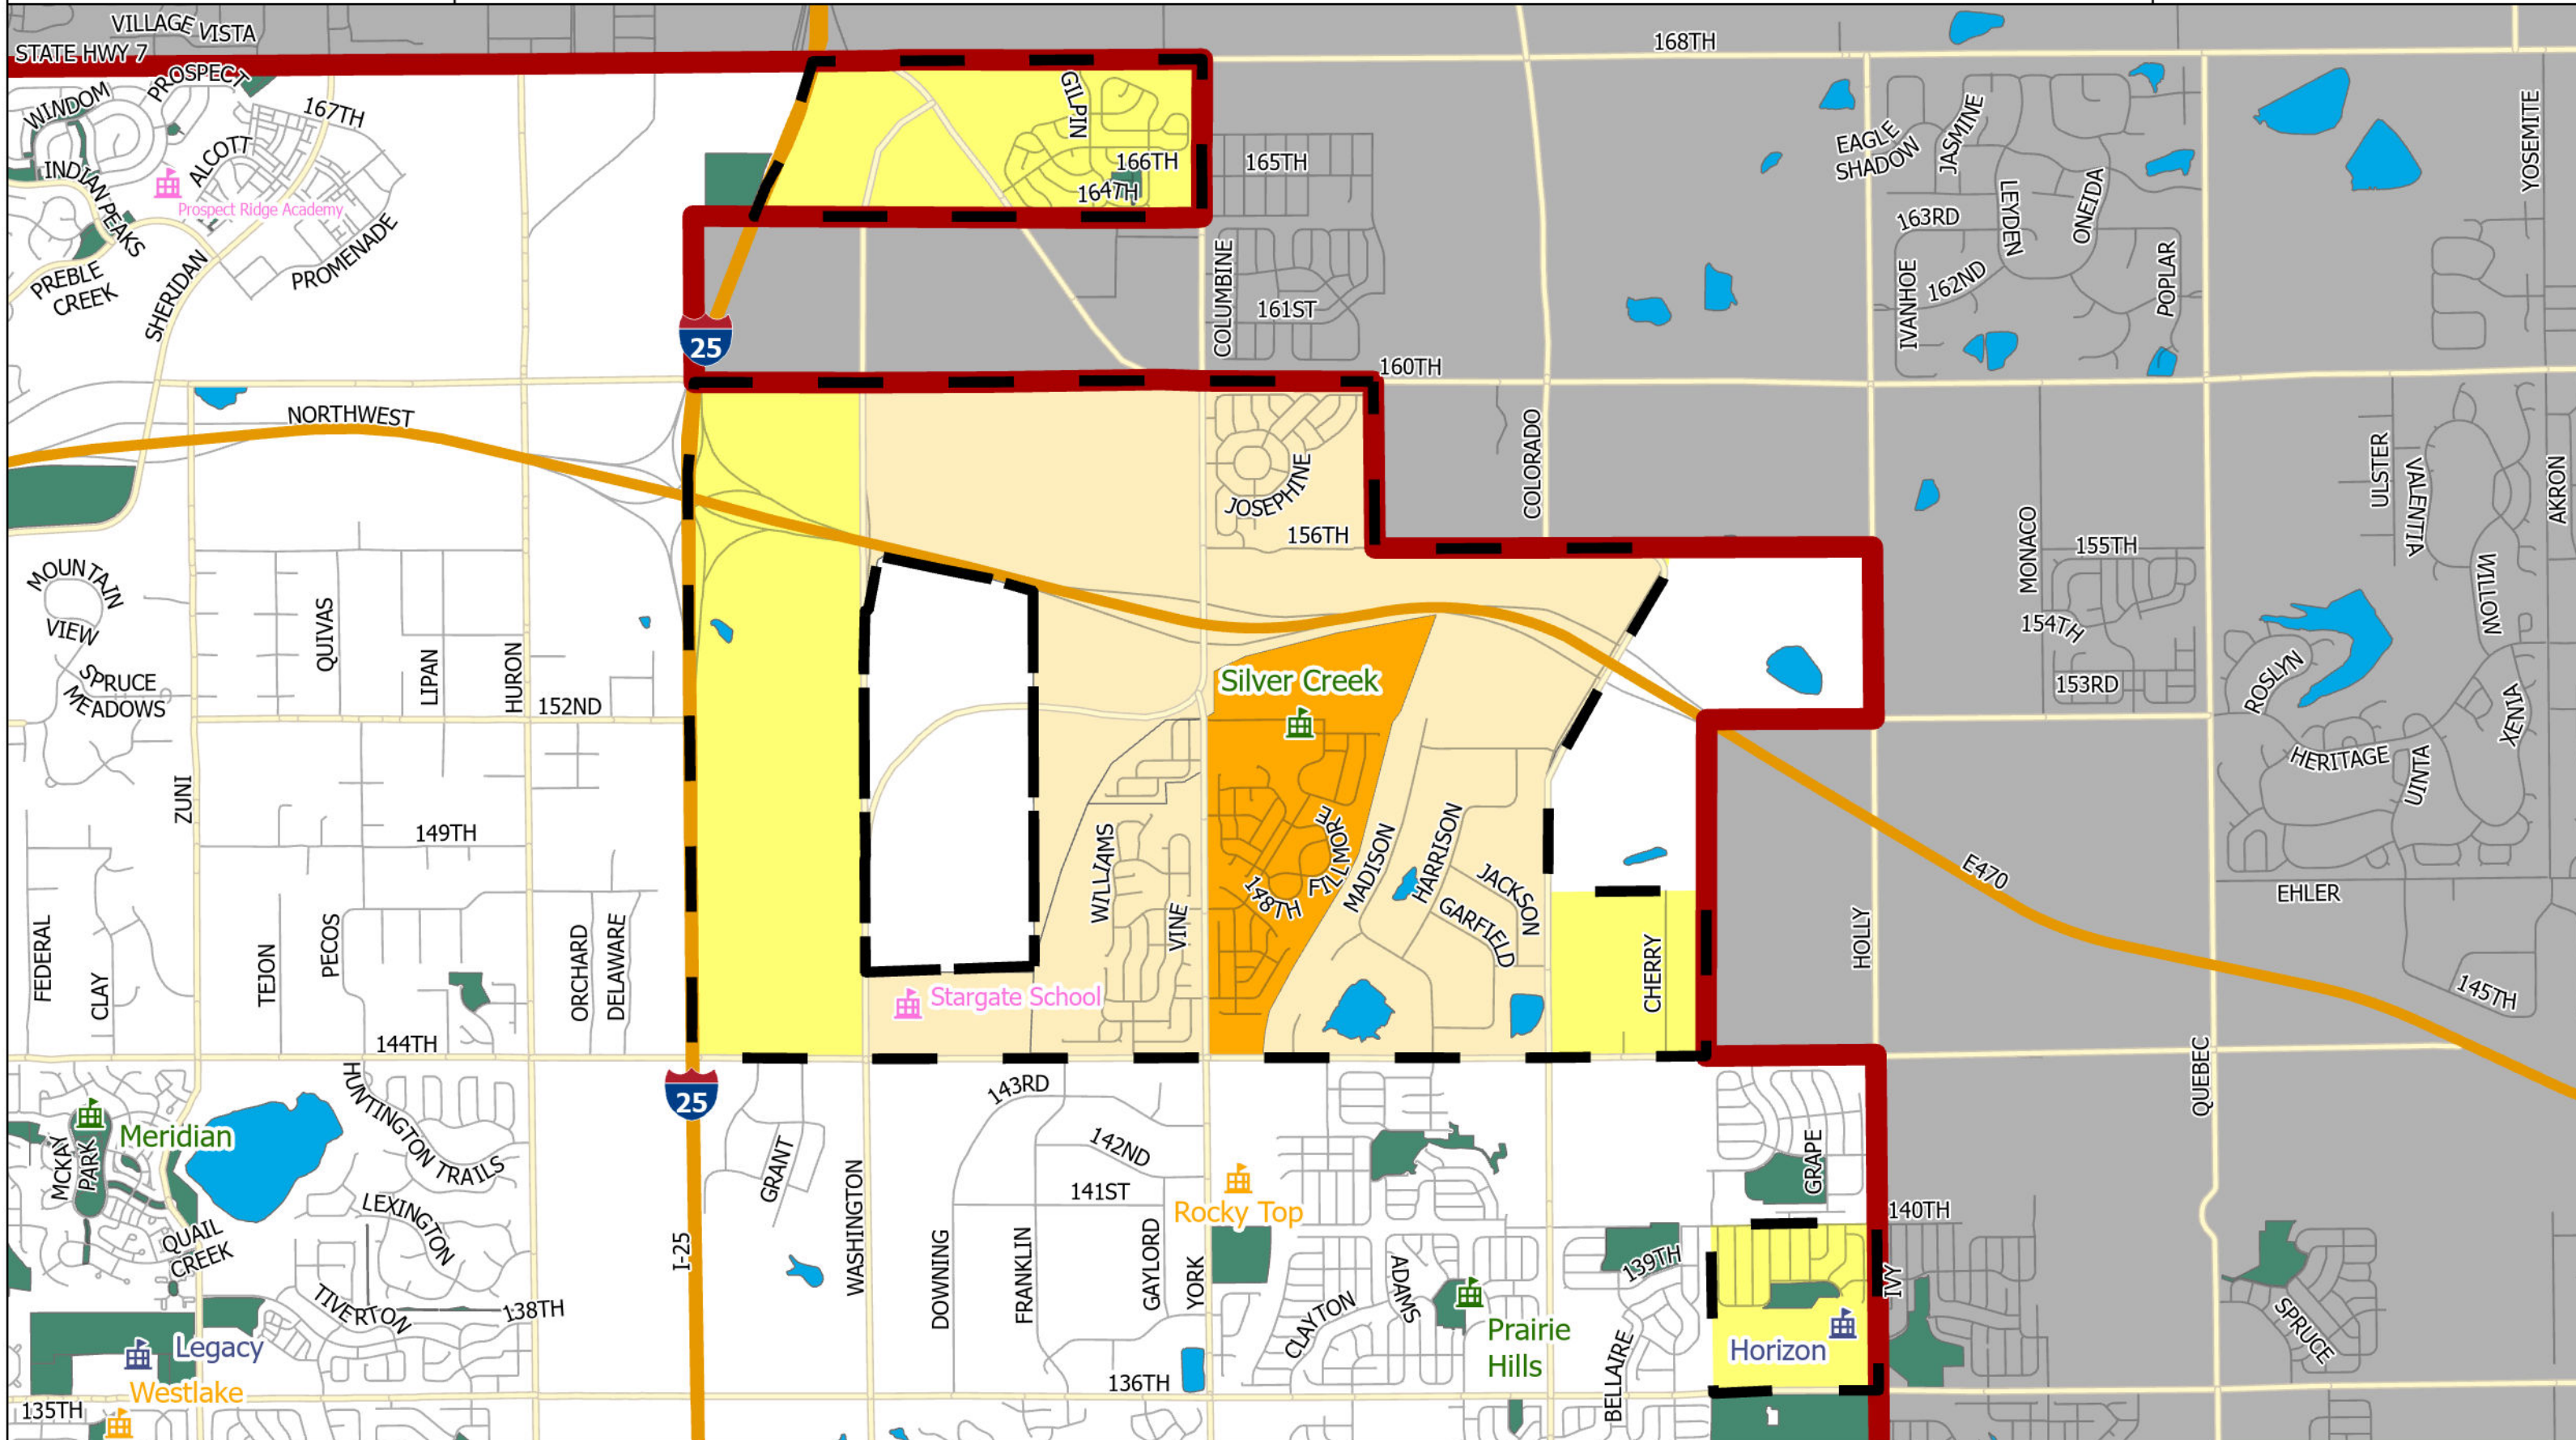 VILLAGE VISTA
STATE HWY 7
168TH
WINDOM
PROSPECT
167TH
GILPIN
INDIAN PEAKS
ALCOTT
Prospect Ridge Academy
166TH
164TH
165TH
EAGLE
SHADOW
JASMINE
YOSEMITE
LEYDEN
ONEIDA
163RD
PREBLE
CREEK
SHERIDAN
PROMENADE
COLUMBINE
161ST
IVANHOE
162ND
POPLAR
25
160TH
NORTHWEST
COLORADO
JOSEPHINE
156TH
ULSTER
VALENTIA
AKRON
MONACO
155TH
MOUNTAIN
VIEW
QUIVAS
LIPAN
HURON
154TH
WILLOW
SPRUCE
MEADOWS
152ND
Silver Creek
153RD
ROSLYN
XENIA
HERITAGE
UINTA
ZUNI
149TH
WILLIAMS
VINE
FILLMORE
148TH
MADISON
HARRISON
JACKSON
GARFIELD
E470
EHLER
FEDERAL
CLAY
TEJON
PECOS
ORCHARD
DELAWARE
Stargate School
CHERRY
HOLLY
145TH
144TH
QUEBEC
25
143RD
HUNTINGTON TRAILS
Meridian
MCKAY
PARK
GRANT
142ND
GRAPE
141ST
Rocky Top
140TH
LEXINGTON
QUAIL
CREEK
I-25
WASHINGTON
DOWNING
FRANKLIN
GAYLORD
YORK
ADAMS
139TH
IVY
TIVERTON
138TH
CLAYTON
Prairie
Hills
BELLAIRE
Horizon
SPRUCE
Legacy
Westlake
136TH
135TH